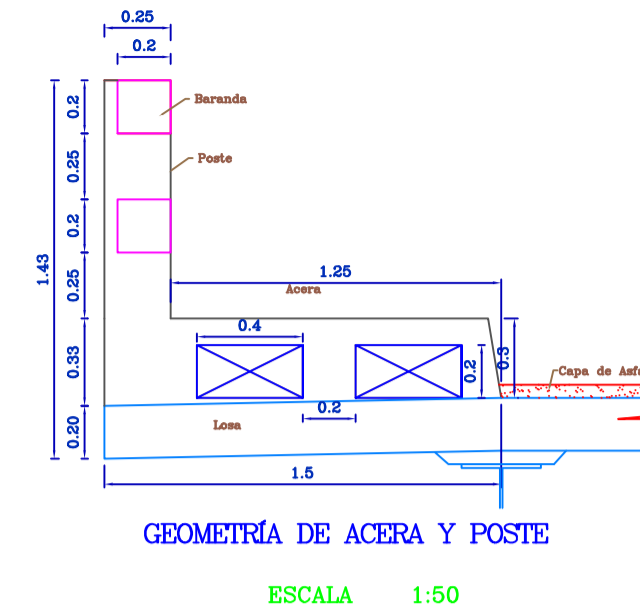 0.25
0.2
0.2
Baranda
0.25
Poste
0.2
1.43
0.25
1.25
Acera
0.4
0.33
0.2
0.3
Capa de Asfa
0.2
0.20
Losa
1.5
GEOMETRÍA DE ACERA Y POSTE
ESCALA 1:50